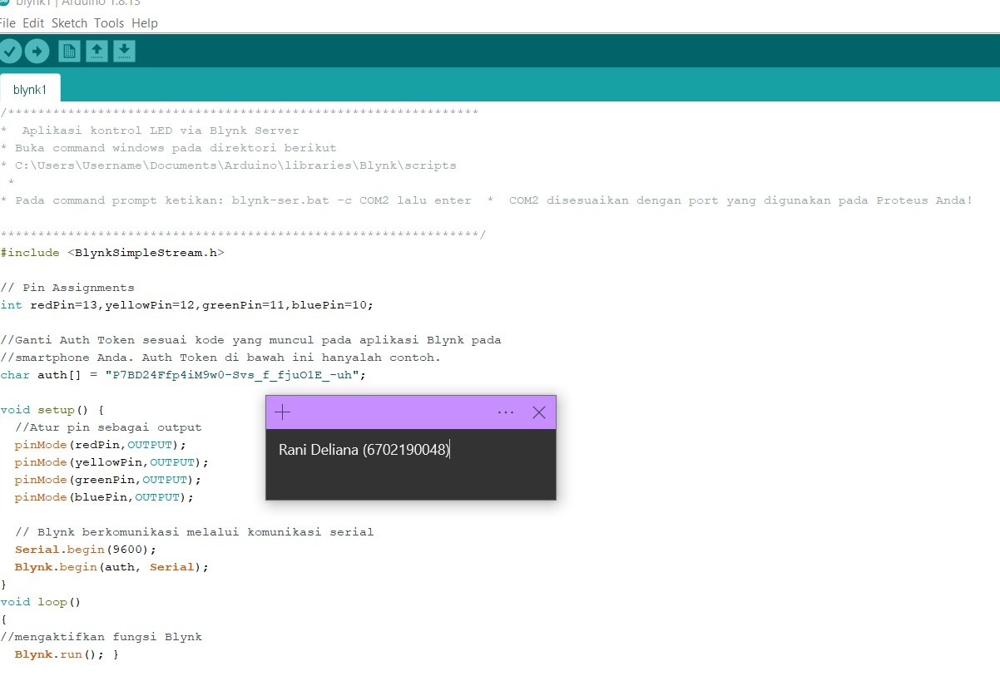 blynk1 | Arduino 1.8.13
File Edit Sketch Tools Help
blynk1
/***************************************************************
*  Aplikasi kontrol LED via Blynk Server
* Buka command windows pada direktori berikut
* C:\Users\Username\Documents\Arduino\libraries\Blynk\scripts
*
* Pada command prompt ketikan: blynk-ser.bat -c COM2 lalu enter  *  COM2 disesuaikan dengan port yang digunakan pada Proteus Anda!
****************************************************************/
#include <BlynkSimpleStream.h>
// Pin Assignments
int redPin=13,yellowPin=12,greenPin=11,bluePin=10;
//Ganti Auth Token sesuai kode yang muncul pada aplikasi Blynk pada
//smartphone Anda. Auth Token di bawah ini hanyalah contoh.
char auth[] = "P7BD24Ffp4iM9w0-Svs_f_fjuO1E_-uh";
void setup() {
//Atur pin sebagai output
pinMode(redPin,OUTPUT);
pinMode(yellowPin,OUTPUT);
pinMode(greenPin,OUTPUT);
pinMode(bluePin,OUTPUT);
Rani Deliana (6702190048)
// Blynk berkomunikasi melalui komunikasi serial
Serial.begin(9600);
Blynk.begin(auth, Serial);
}
void loop()
{
//mengaktifkan fungsi Blynk
Blynk.run(); }